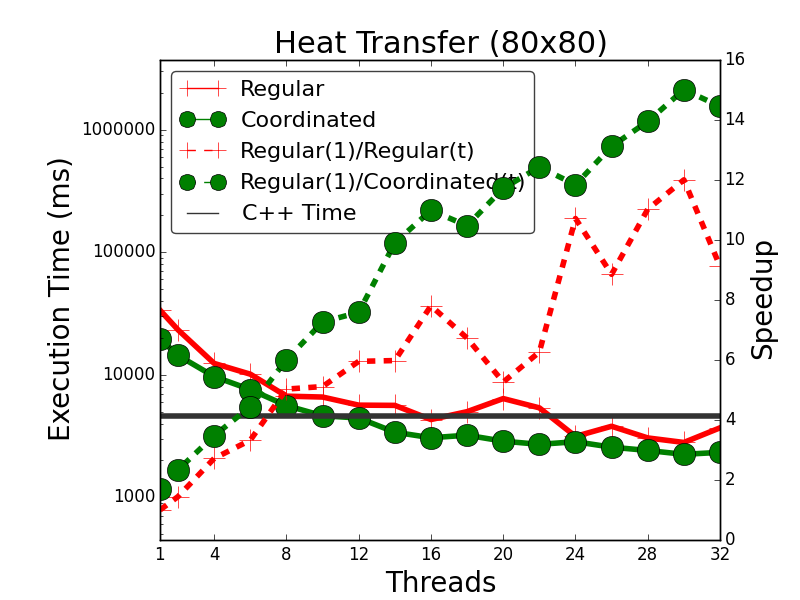 Heat Transfer (80x80)
Regular
Coordinated
Regular(1)/Regular(t)
Regular(1)/Coordinated(t)
C++ Time
Execution Time (ms)
1000000
100000
10000
1000
Speedup
16
14
12
10
8
6
4
2
0
1 4 8 12 16 20 24 28 32
Threads